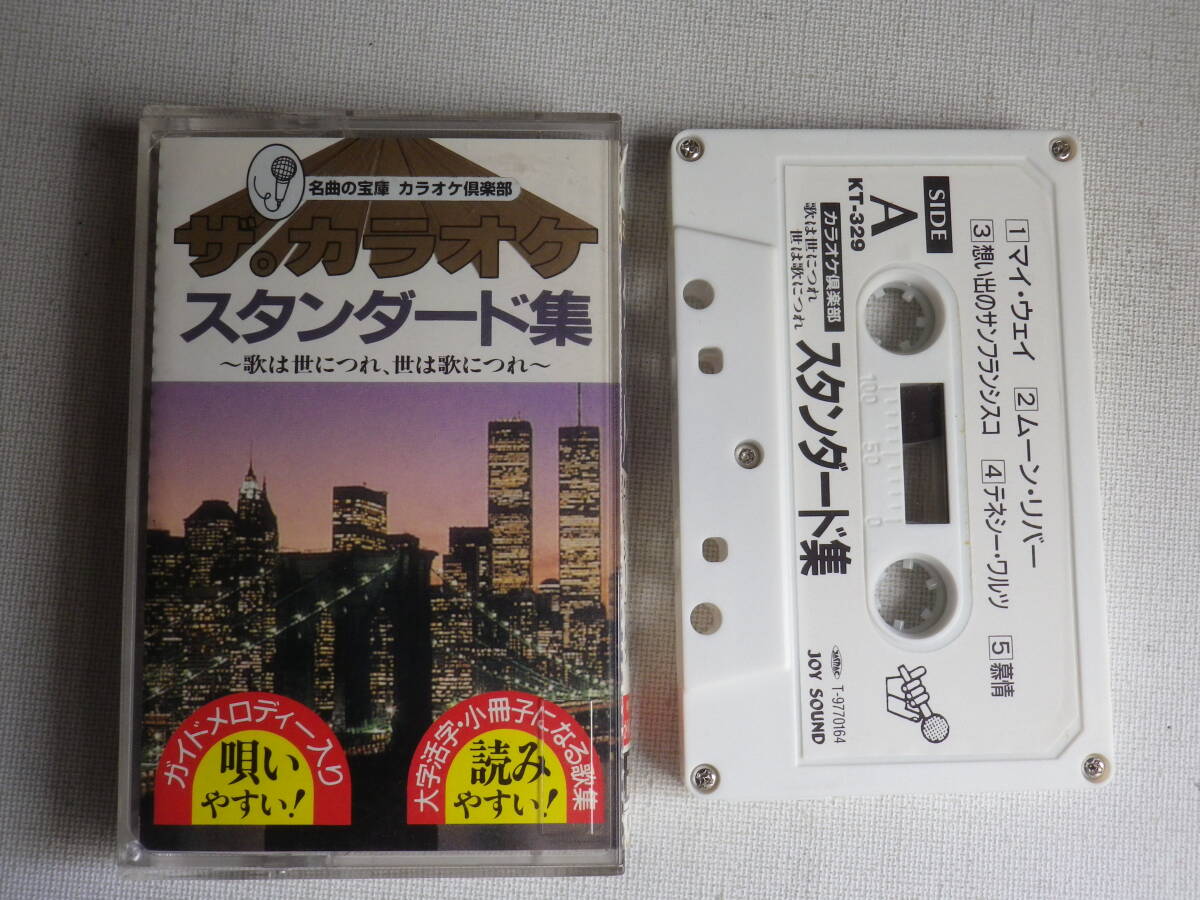 名曲の宝庫 カラオケ倶楽部
ザ・カラオケ
スタンダード集
～歌は世につれ、世は歌につれ～
ガイドメロディー入り
唄い
やすい!
大字活字・小冊子になる歌集
読み
やすい!
SIDE
A
KT-329
1 マイ・ウェイ 2 ムーン・リバー
3 想い出のサンフランシスコ 4 テネシー・ワルツ 5 慕情
カラオケ倶楽部
歌は世につれ
世は歌につれ
スタンダード集
100 50 0
T-9770164
JOY SOUND